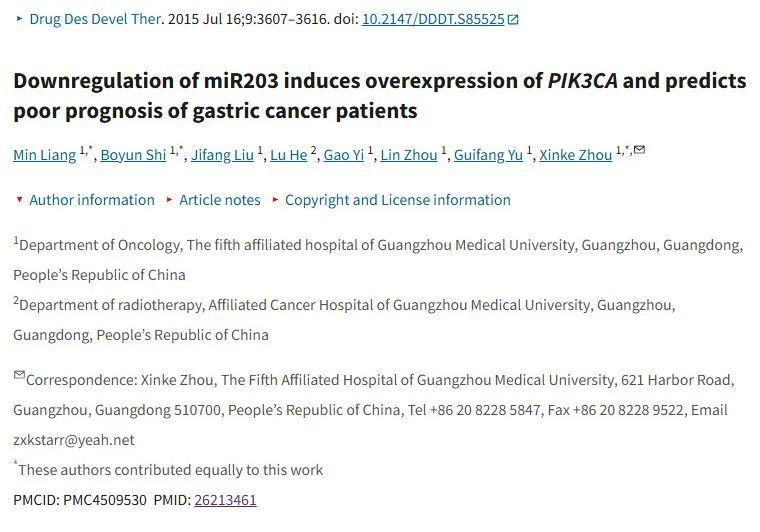 Drug Des Devel Ther. 2015 Jul 16;9:3607–3616. doi: 10.2147/DDDT.S85525
Downregulation of miR203 induces overexpression of PIK3CA and predicts
poor prognosis of gastric cancer patients
Min Liang 1,*, Boyun Shi 1,*, Jifang Liu 1, Lu He 2, Gao Yi 1, Lin Zhou 1, Guifang Yu 1, Xinke Zhou 1,*,✉
Author information Article notes Copyright and License information
1Department of Oncology, The fifth affiliated hospital of Guangzhou Medical University, Guangzhou, Guangdong,
People’s Republic of China
2Department of radiotherapy, Affiliated Cancer Hospital of Guangzhou Medical University, Guangzhou,
Guangdong, People’s Republic of China
✉Correspondence: Xinke Zhou, The Fifth Affiliated Hospital of Guangzhou Medical University, 621 Harbor Road,
Guangzhou, Guangdong 510700, People’s Republic of China, Tel +86 20 8228 5847, Fax +86 20 8228 9522, Email
zxkstarr@yeah.net
*These authors contributed equally to this work
PMCID: PMC4509530 PMID: 26213461